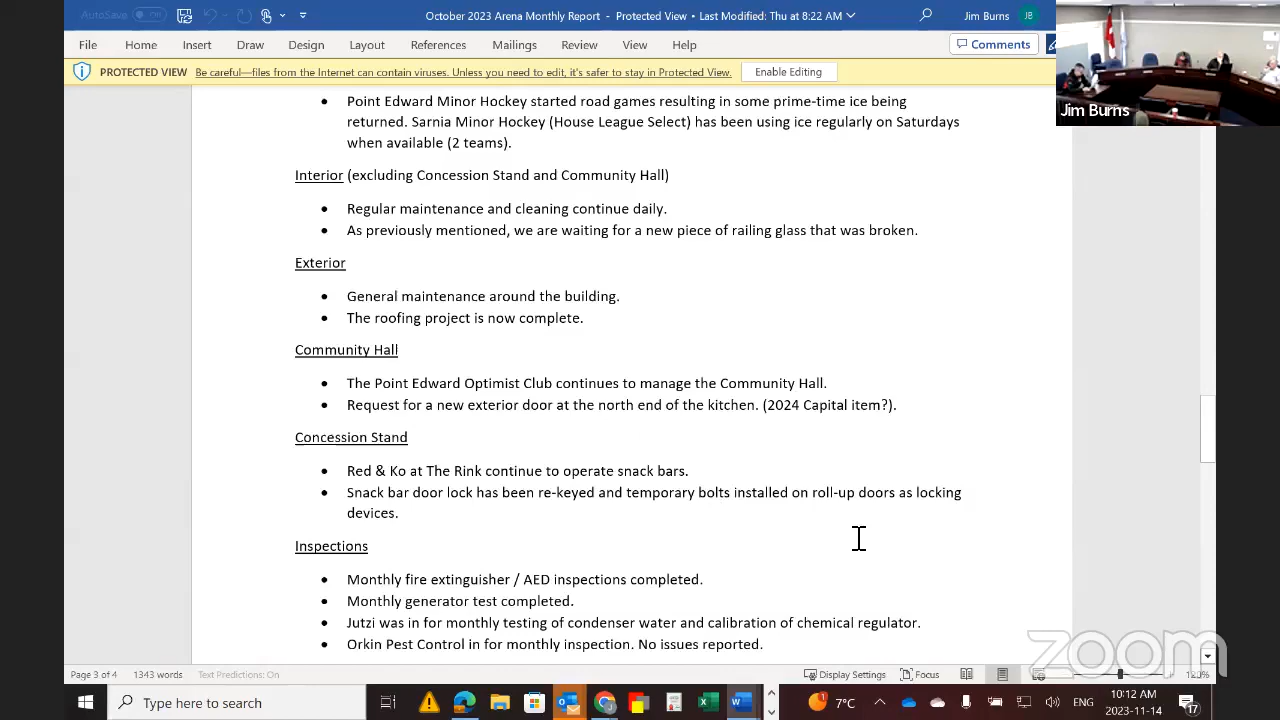 AutoSave Off October 2023 Arena Monthly Report - Protected View • Last Modified: Thu at 8:22 AM Jim Burns JB
File Home Insert Draw Design Layout References Mailings Review View Help Comments
PROTECTED VIEW Be careful—files from the Internet can contain viruses. Unless you need to edit, it's safer to stay in Protected View. Enable Editing
Jim Burns
• Point Edward Minor Hockey started road games resulting in some prime-time ice being
returned. Sarnia Minor Hockey (House League Select) has been using ice regularly on Saturdays
when available (2 teams).
Interior (excluding Concession Stand and Community Hall)
• Regular maintenance and cleaning continue daily.
• As previously mentioned, we are waiting for a new piece of railing glass that was broken.
Exterior
• General maintenance around the building.
• The roofing project is now complete.
Community Hall
• The Point Edward Optimist Club continues to manage the Community Hall.
• Request for a new exterior door at the north end of the kitchen. (2024 Capital item?).
Concession Stand
• Red & Ko at The Rink continue to operate snack bars.
• Snack bar door lock has been re-keyed and temporary bolts installed on roll-up doors as locking
devices.
Inspections
• Monthly fire extinguisher / AED inspections completed.
• Monthly generator test completed.
• Jutzi was in for monthly testing of condenser water and calibration of chemical regulator.
• Orkin Pest Control in for monthly inspection. No issues reported.
zoom
Page 3 of 4 1343 words Text Predictions: On Display Settings Focus
Type here to search 1 7°C ENG 10:12 AM
2023-11-14 17